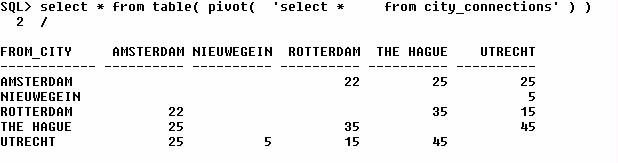 SQL> select * from table( pivot(  'select *     from city_connections' ) )
  2  /
FROM_CITY    AMSTERDAM NIEUWEGEIN  ROTTERDAM  THE HAGUE    UTRECHT
------------ ---------- ---------- ---------- ---------- ----------
AMSTERDAM                                 22         25         25
NIEUWEGEIN                                                       5
ROTTERDAM           22                               35         15
THE HAGUE           25                    35                    45
UTRECHT             25          5         15         45